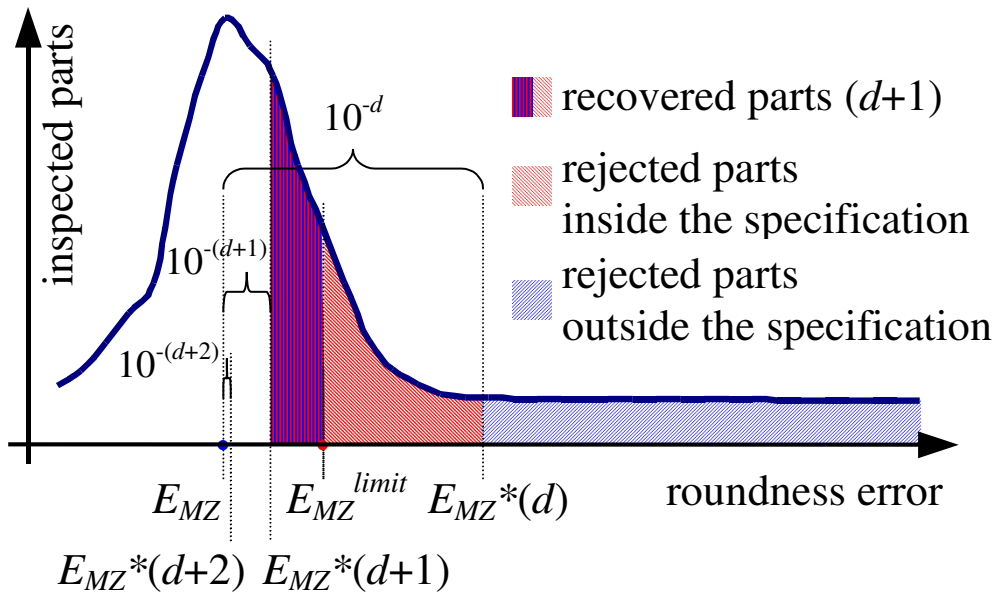 inspected parts
10^-d
10^-(d+1)
10^-(d+2)
recovered parts (d+1)
rejected parts
inside the specification
rejected parts
outside the specification
E_MZ
E_MZ^limit
E_MZ*(d)
roundness error
E_MZ*(d+2)
E_MZ*(d+1)